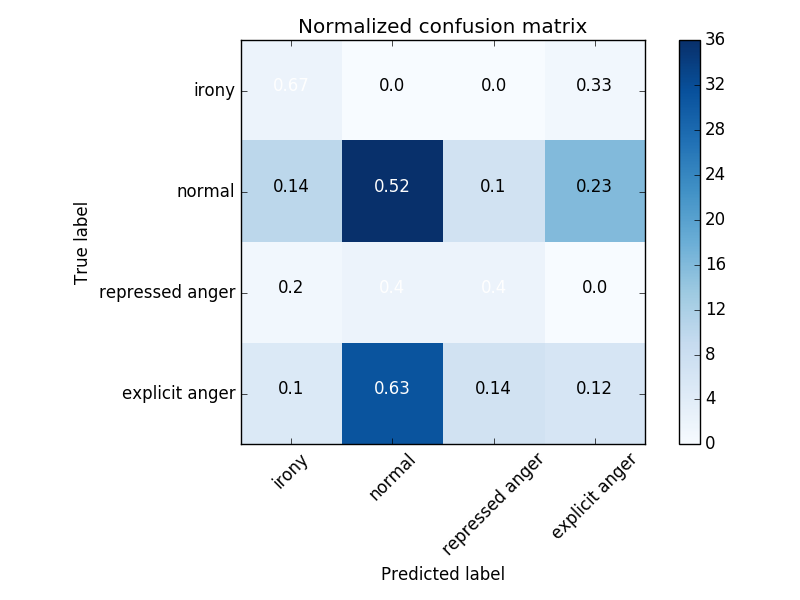 Normalized confusion matrix
irony 0.67 0.0 0.0 0.33
normal 0.14 0.52 0.1 0.23
repressed anger 0.2 0.4 0.4 0.0
explicit anger 0.1 0.63 0.14 0.12
irony normal repressed anger explicit anger
True label
Predicted label
36
32
28
24
20
16
12
8
4
0